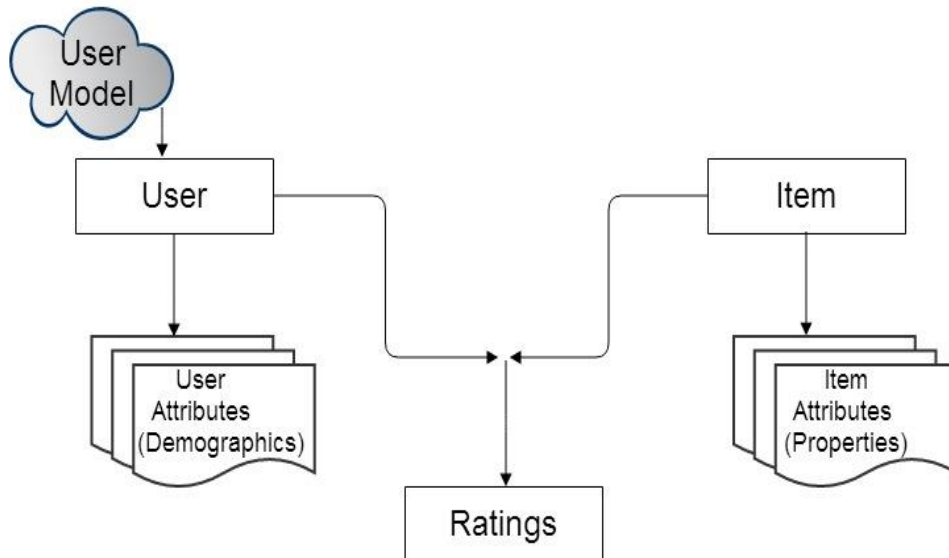 User
Model
User
Item
User
Attributes
(Demographics)
Item
Attributes
(Properties)
Ratings